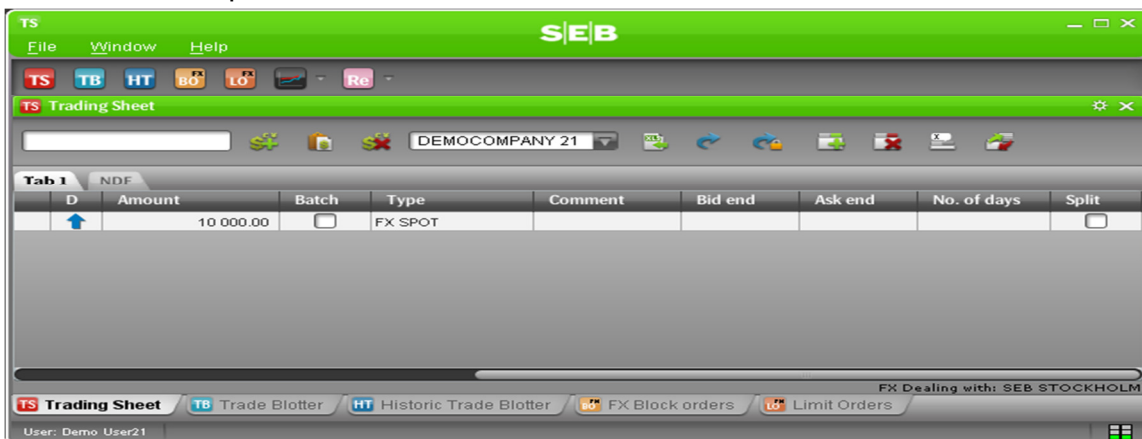 TS
S|E|B
File Window Help
TS TB HT BO FX LO FX Re
TS Trading Sheet
DEMOCOMPANY 21
Tab 1 NDF
D Amount Batch Type Comment Bid end Ask end No. of days Split
10 000.00 FX SPOT
FX Dealing with: SEB STOCKHOLM
TS Trading Sheet TB Trade Blotter HT Historic Trade Blotter FX Block orders Limit Orders
User: Demo User21